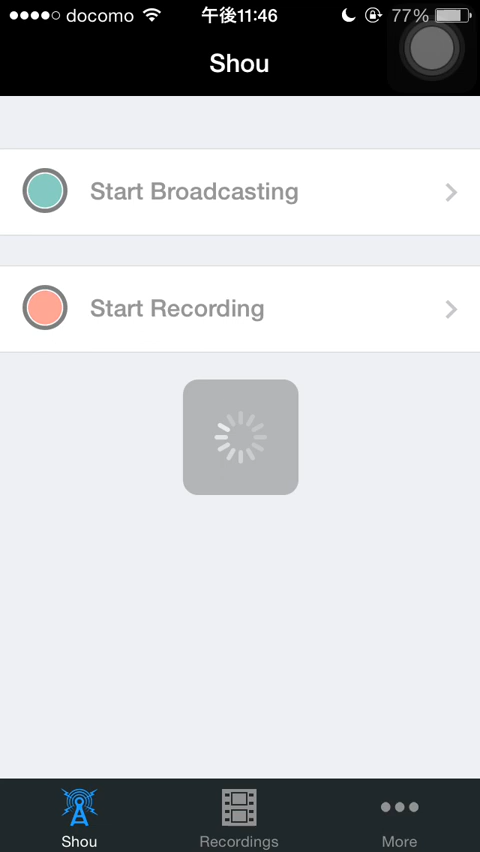 docomo 午後11:46 77%
Shou
Start Broadcasting
Start Recording
Shou Recordings More